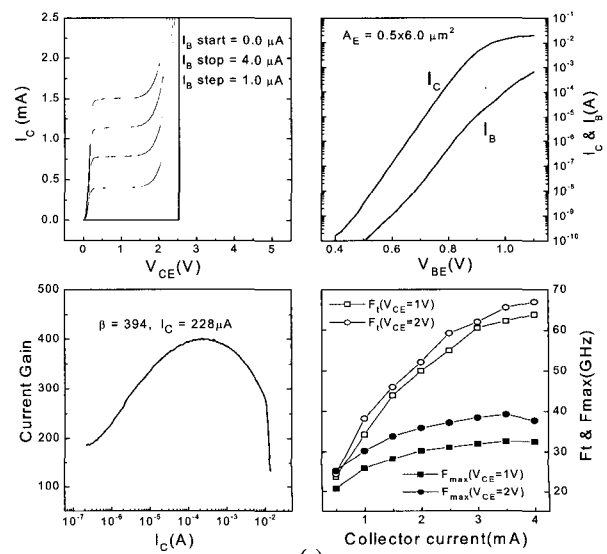 I_B start = 0.0 μA
I_B stop = 4.0 μA
I_B step = 1.0 μA
I_C (mA)
2.5
2.0
1.5
1.0
0.5
0.0
0 1 2 3 4 5
V_CE(V)
A_E = 0.5x6.0 μm²
I_C
I_B
10⁻¹
10⁻²
10⁻³
10⁻⁴
10⁻⁵
10⁻⁶
10⁻⁷
10⁻⁸
10⁻⁹
10⁻¹⁰
I_C & I_B(A)
0.4 0.6 0.8 1.0
V_BE(V)
β = 394, I_C = 228μA
Current Gain
500
400
300
200
100
10⁻⁷ 10⁻⁶ 10⁻⁵ 10⁻⁴ 10⁻³ 10⁻²
I_C(A)
F_t(V_CE=1V)
F_t(V_CE=2V)
F_max(V_CE=1V)
F_max(V_CE=2V)
70
60
50
40
30
20
Ft & Fmax(GHz)
1 2 3 4
Collector current(mA)